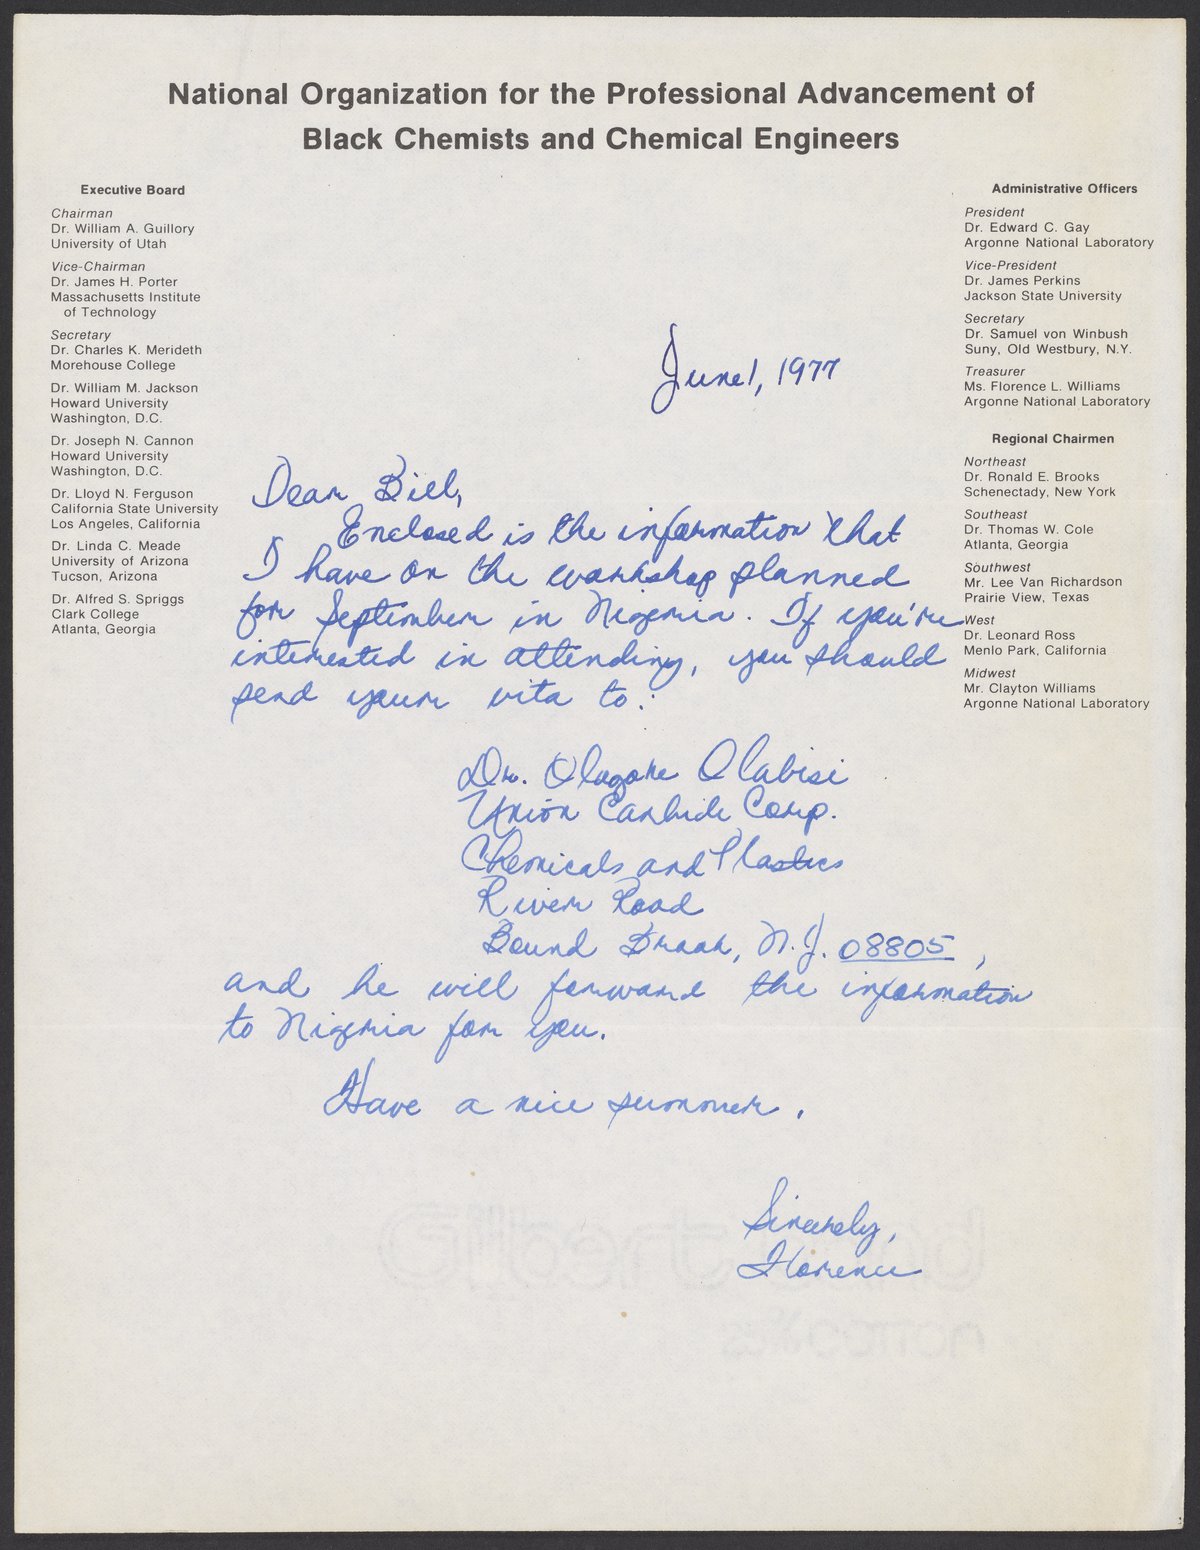 National Organization for the Professional Advancement of
Black Chemists and Chemical Engineers
Executive Board
Chairman
Dr. William A. Guillory
University of Utah
Vice-Chairman
Dr. James H. Porter
Massachusetts Institute
of Technology
Secretary
Dr. Charles K. Merideth
Morehouse College
Dr. William M. Jackson
Howard University
Washington, D.C.
Dr. Joseph N. Cannon
Howard University
Washington, D.C.
Dr. Lloyd N. Ferguson
California State University
Los Angeles, California
Dr. Linda C. Meade
University of Arizona
Tucson, Arizona
Dr. Alfred S. Spriggs
Clark College
Atlanta, Georgia
Administrative Officers
President
Dr. Edward C. Gay
Argonne National Laboratory
Vice-President
Dr. James Perkins
Jackson State University
Secretary
Dr. Samuel von Winbush
Suny, Old Westbury, N.Y.
Treasurer
Ms. Florence L. Williams
Argonne National Laboratory
Regional Chairmen
Northeast
Dr. Ronald E. Brooks
Schenectady, New York
Southeast
Dr. Thomas W. Cole
Atlanta, Georgia
Southwest
Mr. Lee Van Richardson
Prairie View, Texas
West
Dr. Leonard Ross
Menlo Park, California
Midwest
Mr. Clayton Williams
Argonne National Laboratory
June 1, 1977
Dear Bill,
Enclosed is the information that
I have on the workshop planned
for September in Nigeria. If you're
interested in attending, you should
send your vita to:
Dr. Olagoke Olabisi
Union Carbide Corp.
Chemicals and Plastics
River Road
Bound Brook, N.J. 08805,
and he will forward the information
to Nigeria for you.
Have a nice summer.
Sincerely,
Florence